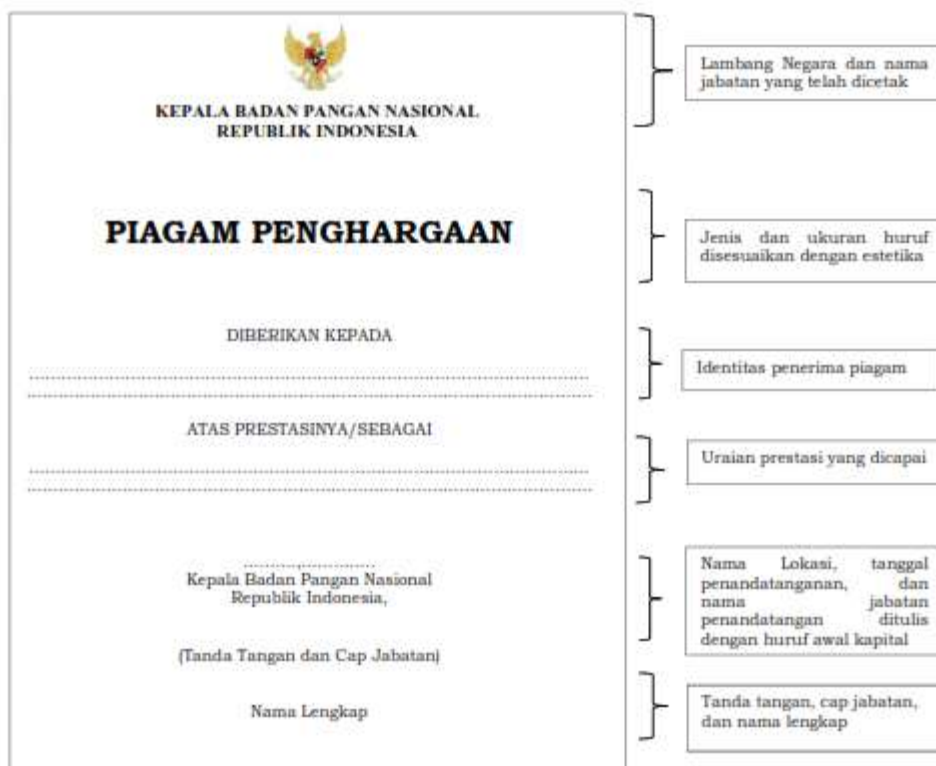 KEPALA BADAN PANGAN NASIONAL
REPUBLIK INDONESIA
Lambang Negara dan nama
jabatan yang telah dicetak
PIAGAM PENGHARGAAN
Jenis dan ukuran huruf
disesuaikan dengan estetika
DIBERIKAN KEPADA
........................................................................
........................................................................
Identitas penerima piagam
ATAS PRESTASINYA/SEBAGAI
........................................................................
........................................................................
Uraian prestasi yang dicapai
..............,..............
Kepala Badan Pangan Nasional
Republik Indonesia,
(Tanda Tangan dan Cap Jabatan)
Nama Lokasi, tanggal
penandatanganan, dan
nama jabatan
penandatangan ditulis
dengan huruf awal kapital
Nama Lengkap
Tanda tangan, cap jabatan,
dan nama lengkap